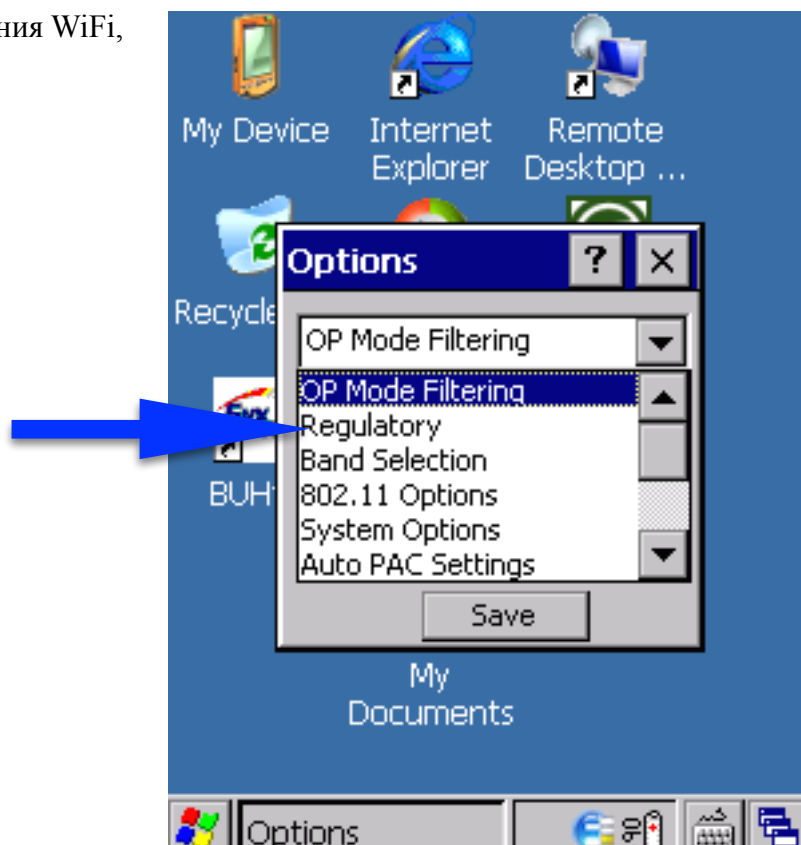 ния WiFi,
My Device
Internet
Explorer
Remote
Desktop ...
Options
?
Recycle
OP Mode Filtering
OP Mode Filtering
Regulatory
Band Selection
802.11 Options
System Options
Auto PAC Settings
BUH
Save
My
Documents
Options